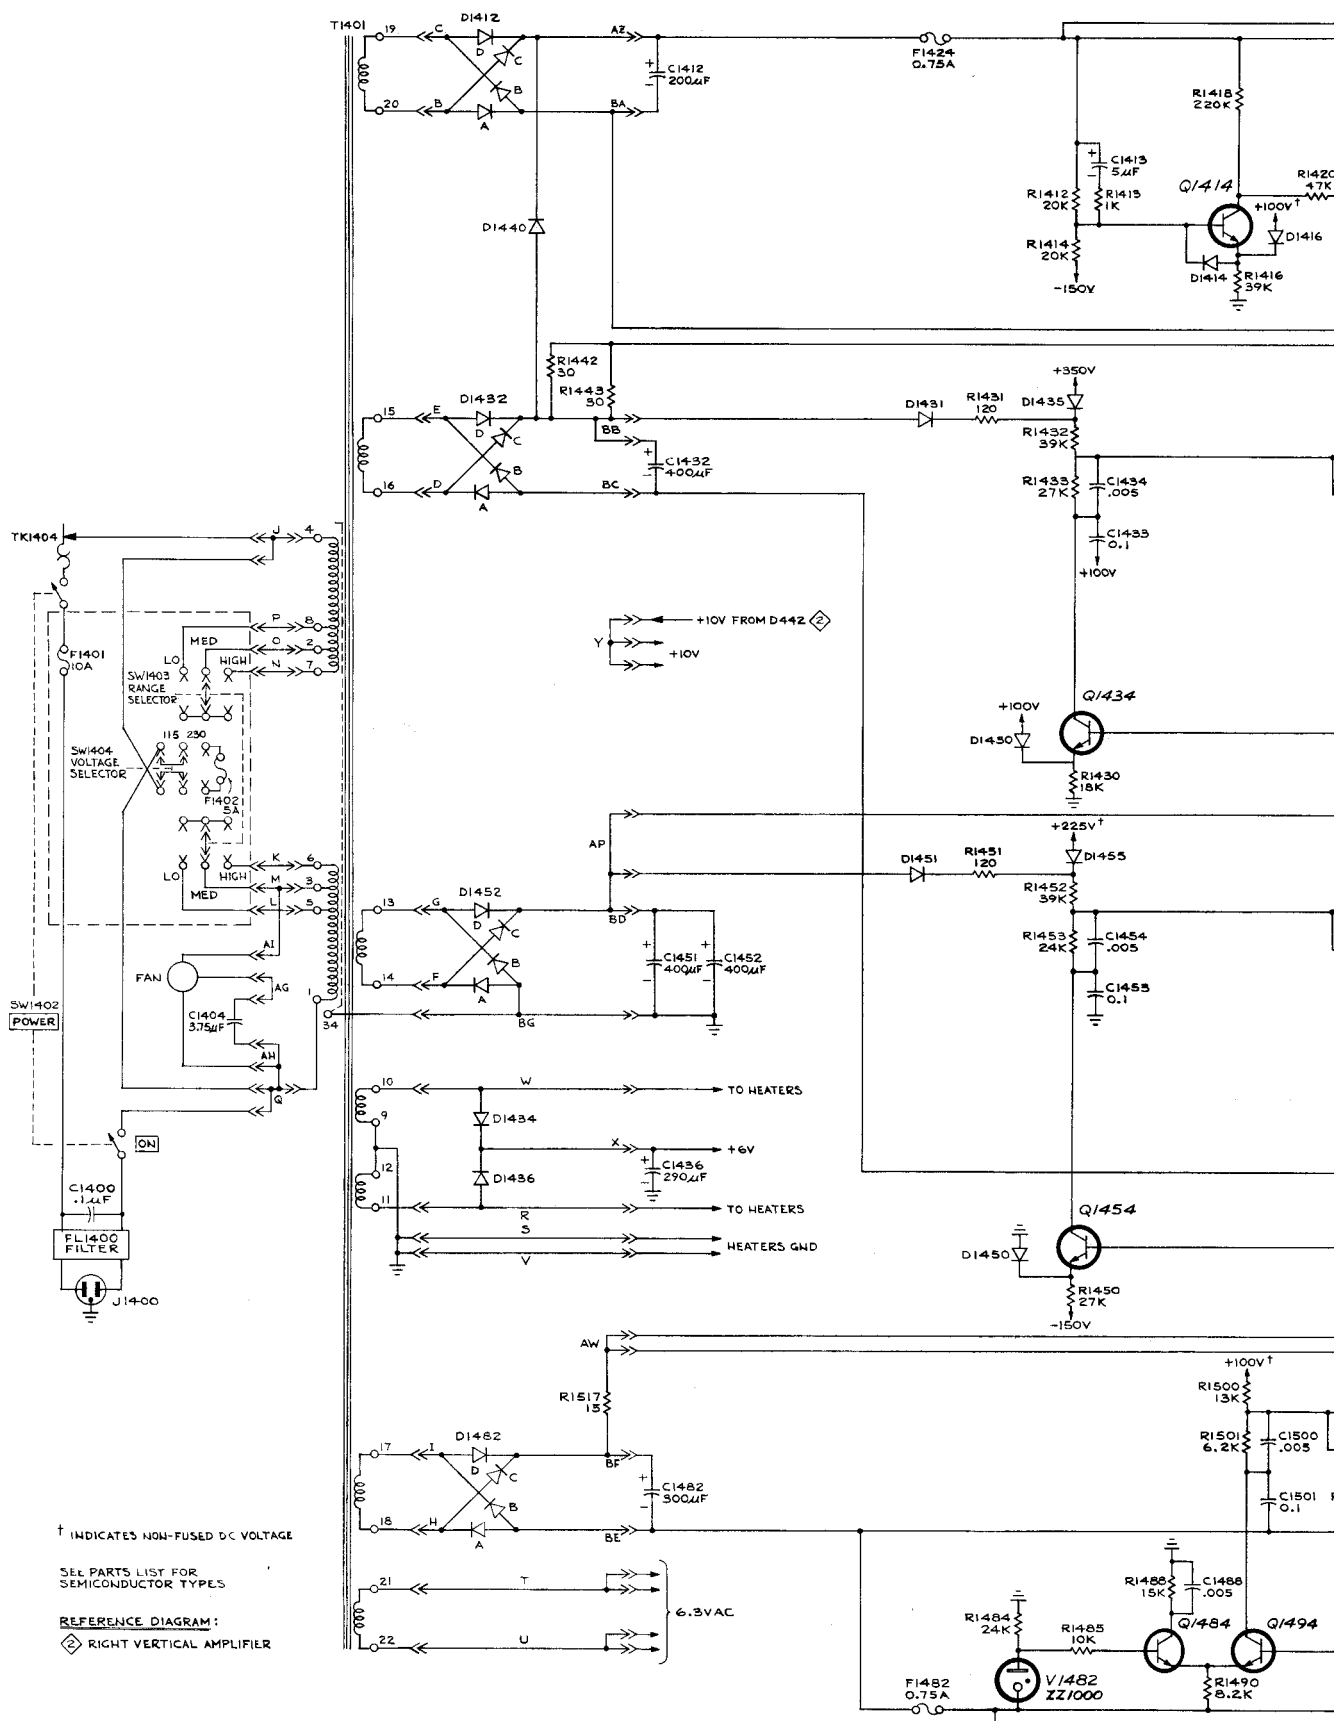 T1401
19
C
D1412
D
C
B
A
20
B
AZ
BA
+
C1412
200µF
–
F1424
0.75A
R1418
220K
+
C1413
5µF
–
R1412
20K
R1413
1K
Q1414
R1420
47K
+100V†
D1416
R1414
20K
-150V
D1414
R1416
39K
D1440
R1442
30
R1443
30
15
E
D1432
D
C
B
A
16
D
BB
BC
+
C1432
400µF
–
D1431
R1431
120
+350V
D1435
R1432
39K
R1433
27K
C1434
.005
C1433
0.1
+100V
TK1404
J
4
P
8
O
2
N
7
F1401
10A
LO
MED
HIGH
SW1403
RANGE
SELECTOR
115
230
SW1404
VOLTAGE
SELECTOR
F1402
5A
K
6
M
3
L
5
LO
MED
HIGH
+10V FROM D442 2
Y
+10V
Q1434
+100V
D1430
R1430
18K
+225V†
D1455
AP
D1451
R1451
120
R1452
39K
R1453
24K
C1454
.005
C1453
0.1
13
G
D1452
D
C
B
A
14
F
BD
BG
+
C1451
400µF
–
+
C1452
400µF
–
AI
FAN
AG
C1404
3.75µF
AH
1
34
Q
SW1402
POWER
ON
10
W
TO HEATERS
9
D1434
X
+6V
+
C1436
290µF
–
12
D1436
11
R
TO HEATERS
S
HEATERS GND
V
C1400
.1µF
FL1400
FILTER
J1400
Q1454
D1450
R1450
27K
-150V
AW
R1517
15
+100V†
R1500
13K
R1501
6.2K
C1500
.005
C1501
0.1
17
I
D1482
D
C
B
A
18
H
BF
BE
+
C1482
300µF
–
21
T
6.3VAC
22
U
R1488
15K
C1488
.005
R1484
24K
R1485
10K
Q1484
Q1494
V1482
ZZ1000
R1490
8.2K
F1482
0.75A
† INDICATES NON-FUSED DC VOLTAGE
SEE PARTS LIST FOR
SEMICONDUCTOR TYPES
REFERENCE DIAGRAM:
2 RIGHT VERTICAL AMPLIFIER